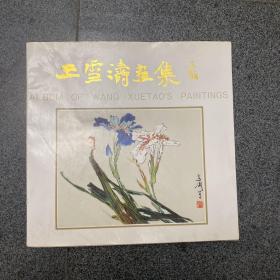 王雪涛画集
ALBUM OF WANG XUETAO'S PAINTINGS